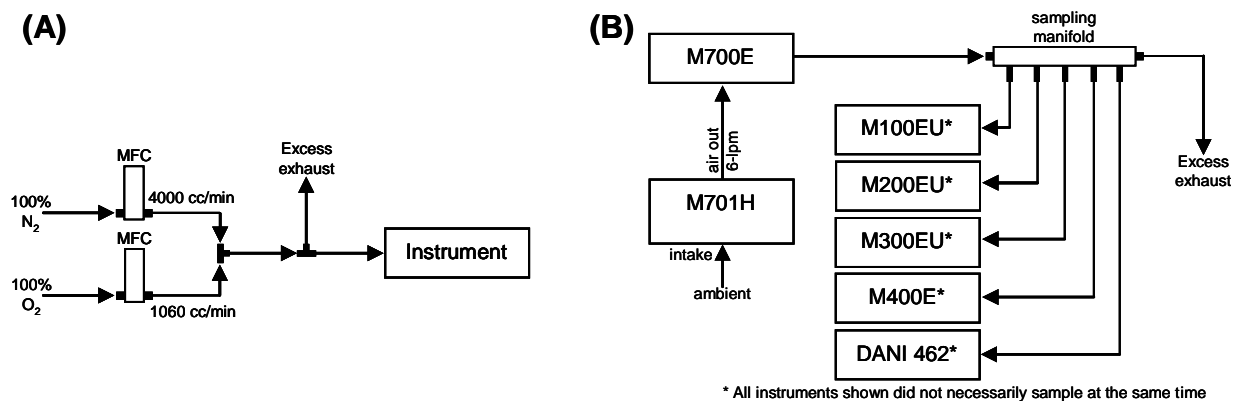 (A)
MFC
100%
N2
4000 cc/min
MFC
100%
O2
1060 cc/min
Excess
exhaust
Instrument
(B)
M700E
sampling
manifold
air out
6-lpm
M701H
intake
ambient
M100EU*
M200EU*
M300EU*
M400E*
DANI 462*
Excess
exhaust
* All instruments shown did not necessarily sample at the same time